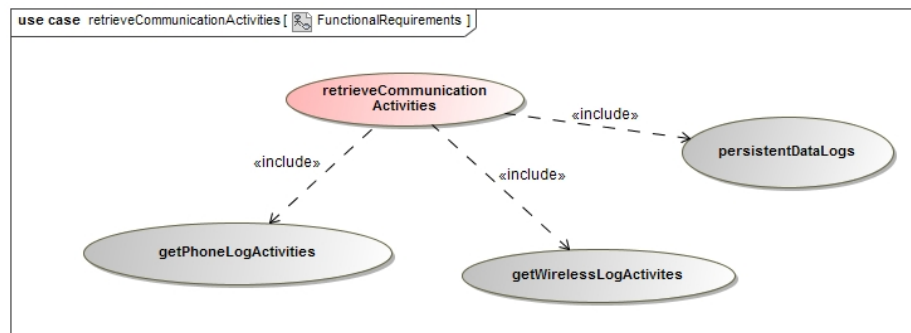 use case retrieveCommunicationActivities [ FunctionalRequirements ]
retrieveCommunication
Activities
«include»
persistentDataLogs
«include»
«include»
getPhoneLogActivities
getWirelessLogActivites